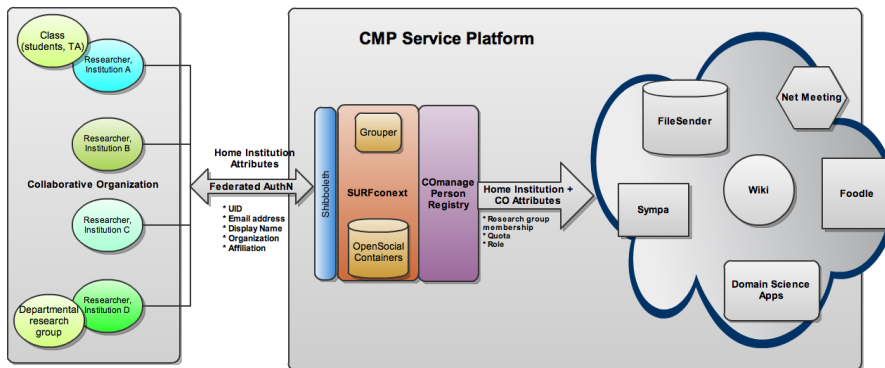 Class
(students, TA)
Researcher,
Institution A
Researcher,
Institution B
Collaborative Organization
Researcher,
Institution C
Researcher,
Institution D
Departmental
research
group
Home Institution
Attributes
Federated AuthN
* UID
* Email address
* Display Name
* Organization
* Affiliation
CMP Service Platform
Shibboleth
Grouper
SURFconext
OpenSocial
Containers
COmanage
Person
Registry
Home Institution +
CO Attributes
* Research group
membership
* Quota
* Role
FileSender
Net Meeting
Sympa
Wiki
Foodle
Domain Science
Apps